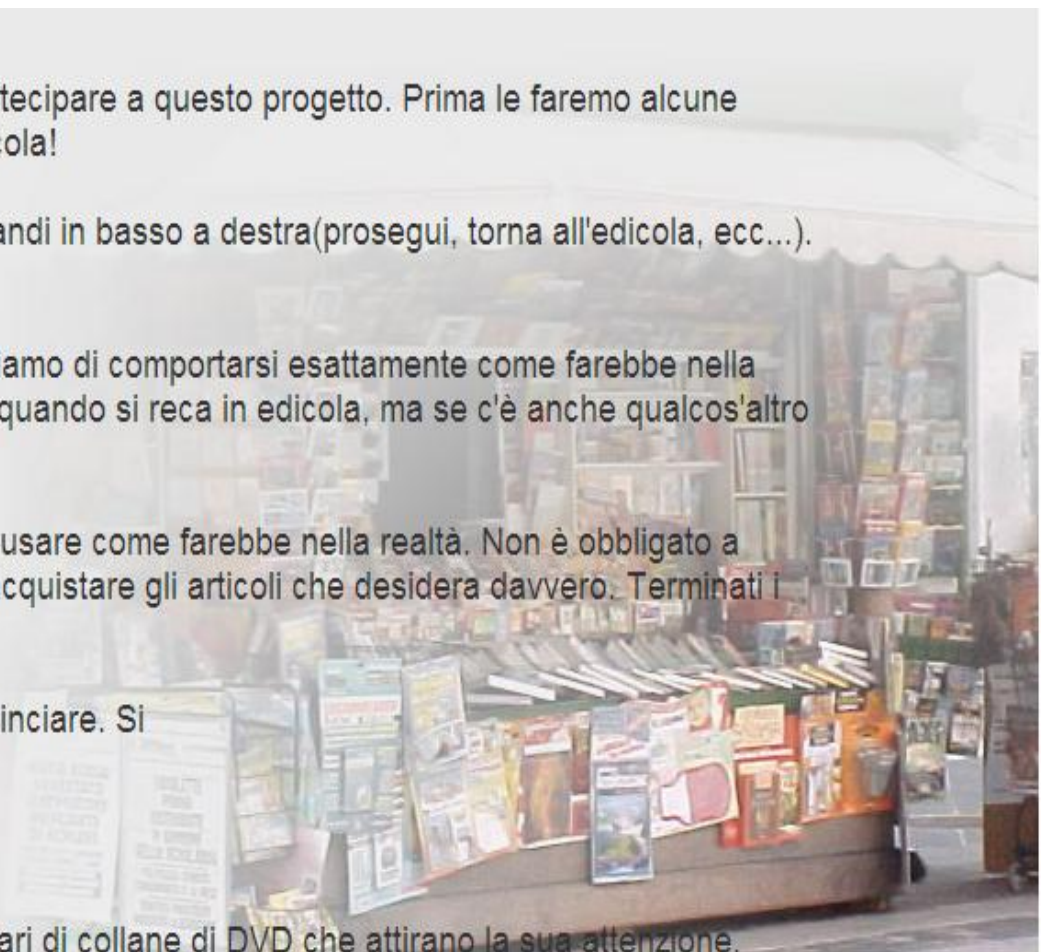 tecipare a questo progetto. Prima le faremo alcune
cola!
andi in basso a destra(prosegui, torna all'edicola, ecc...).
iamo di comportarsi esattamente come farebbe nella
quando si reca in edicola, ma se c'è anche qualcos'altro
usare come farebbe nella realtà. Non è obbligato a
cquistare gli articoli che desidera davvero. Terminati i
inciare. Si
ari di collane di DVD che attirano la sua attenzione.